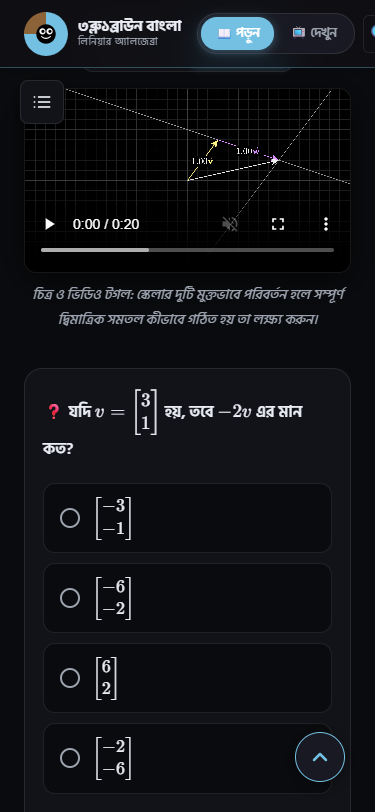 ৩ব্লু১ব্রাউন বাংলা
লিনিয়ার অ্যালজেব্রা
পড়ুন
দেখুন
1.00v
1.00w
0:00 / 0:20
চিত্র ও ভিডিও টগল: স্কেলার দুটি মুক্তভাবে পরিবর্তন হলে সম্পূর্ণ
দ্বিমাত্রিক সমতল কীভাবে গঠিত হয় তা লক্ষ্য করুন।
❓ যদি v = [3 1] হয়, তবে −2v এর মান
কত?
[−3 −1]
[−6 −2]
[6 2]
[−2 −6]